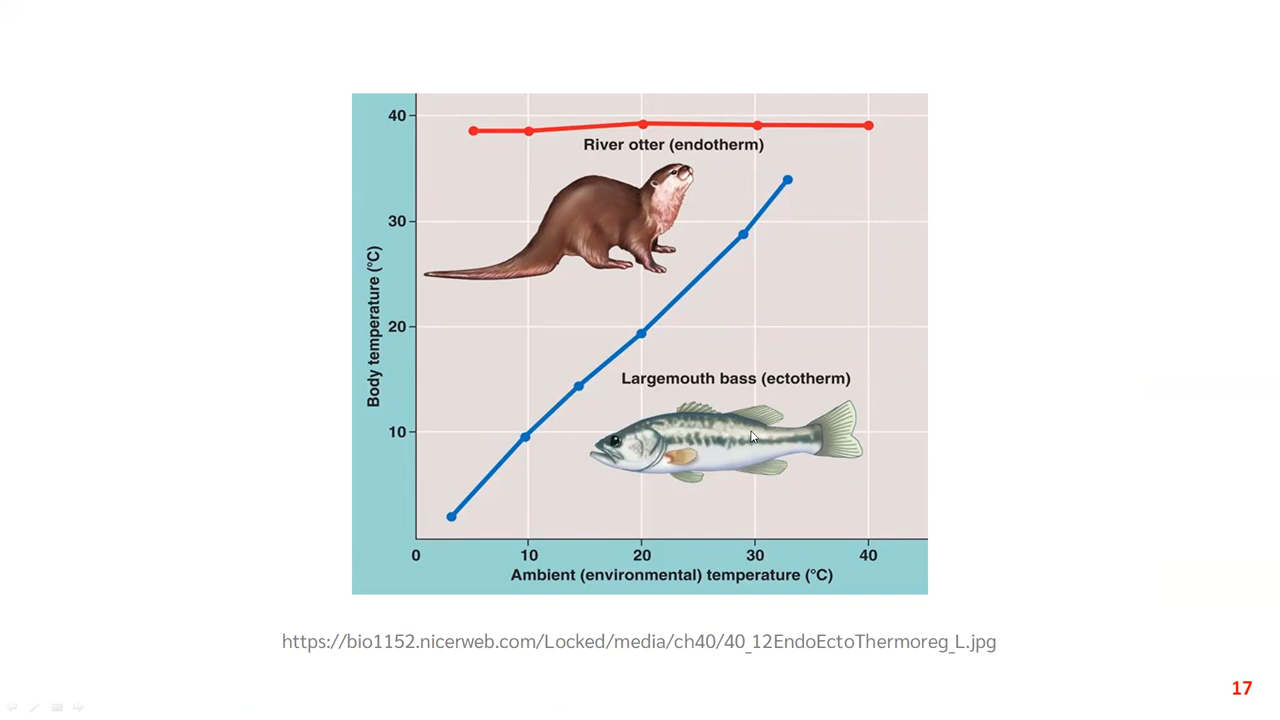 40
River otter (endotherm)
30
Body temperature (°C)
20
Largemouth bass (ectotherm)
10
0 10 20 30 40
Ambient (environmental) temperature (°C)
https://bio1152.nicerweb.com/Locked/media/ch40/40_12EndoEctoThermoreg_L.jpg
17